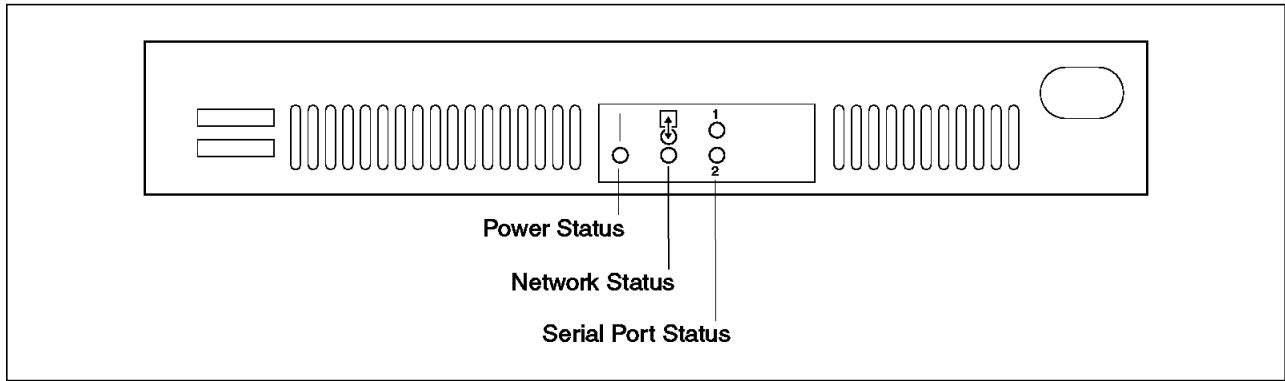 1
2
Power Status
Network Status
Serial Port Status